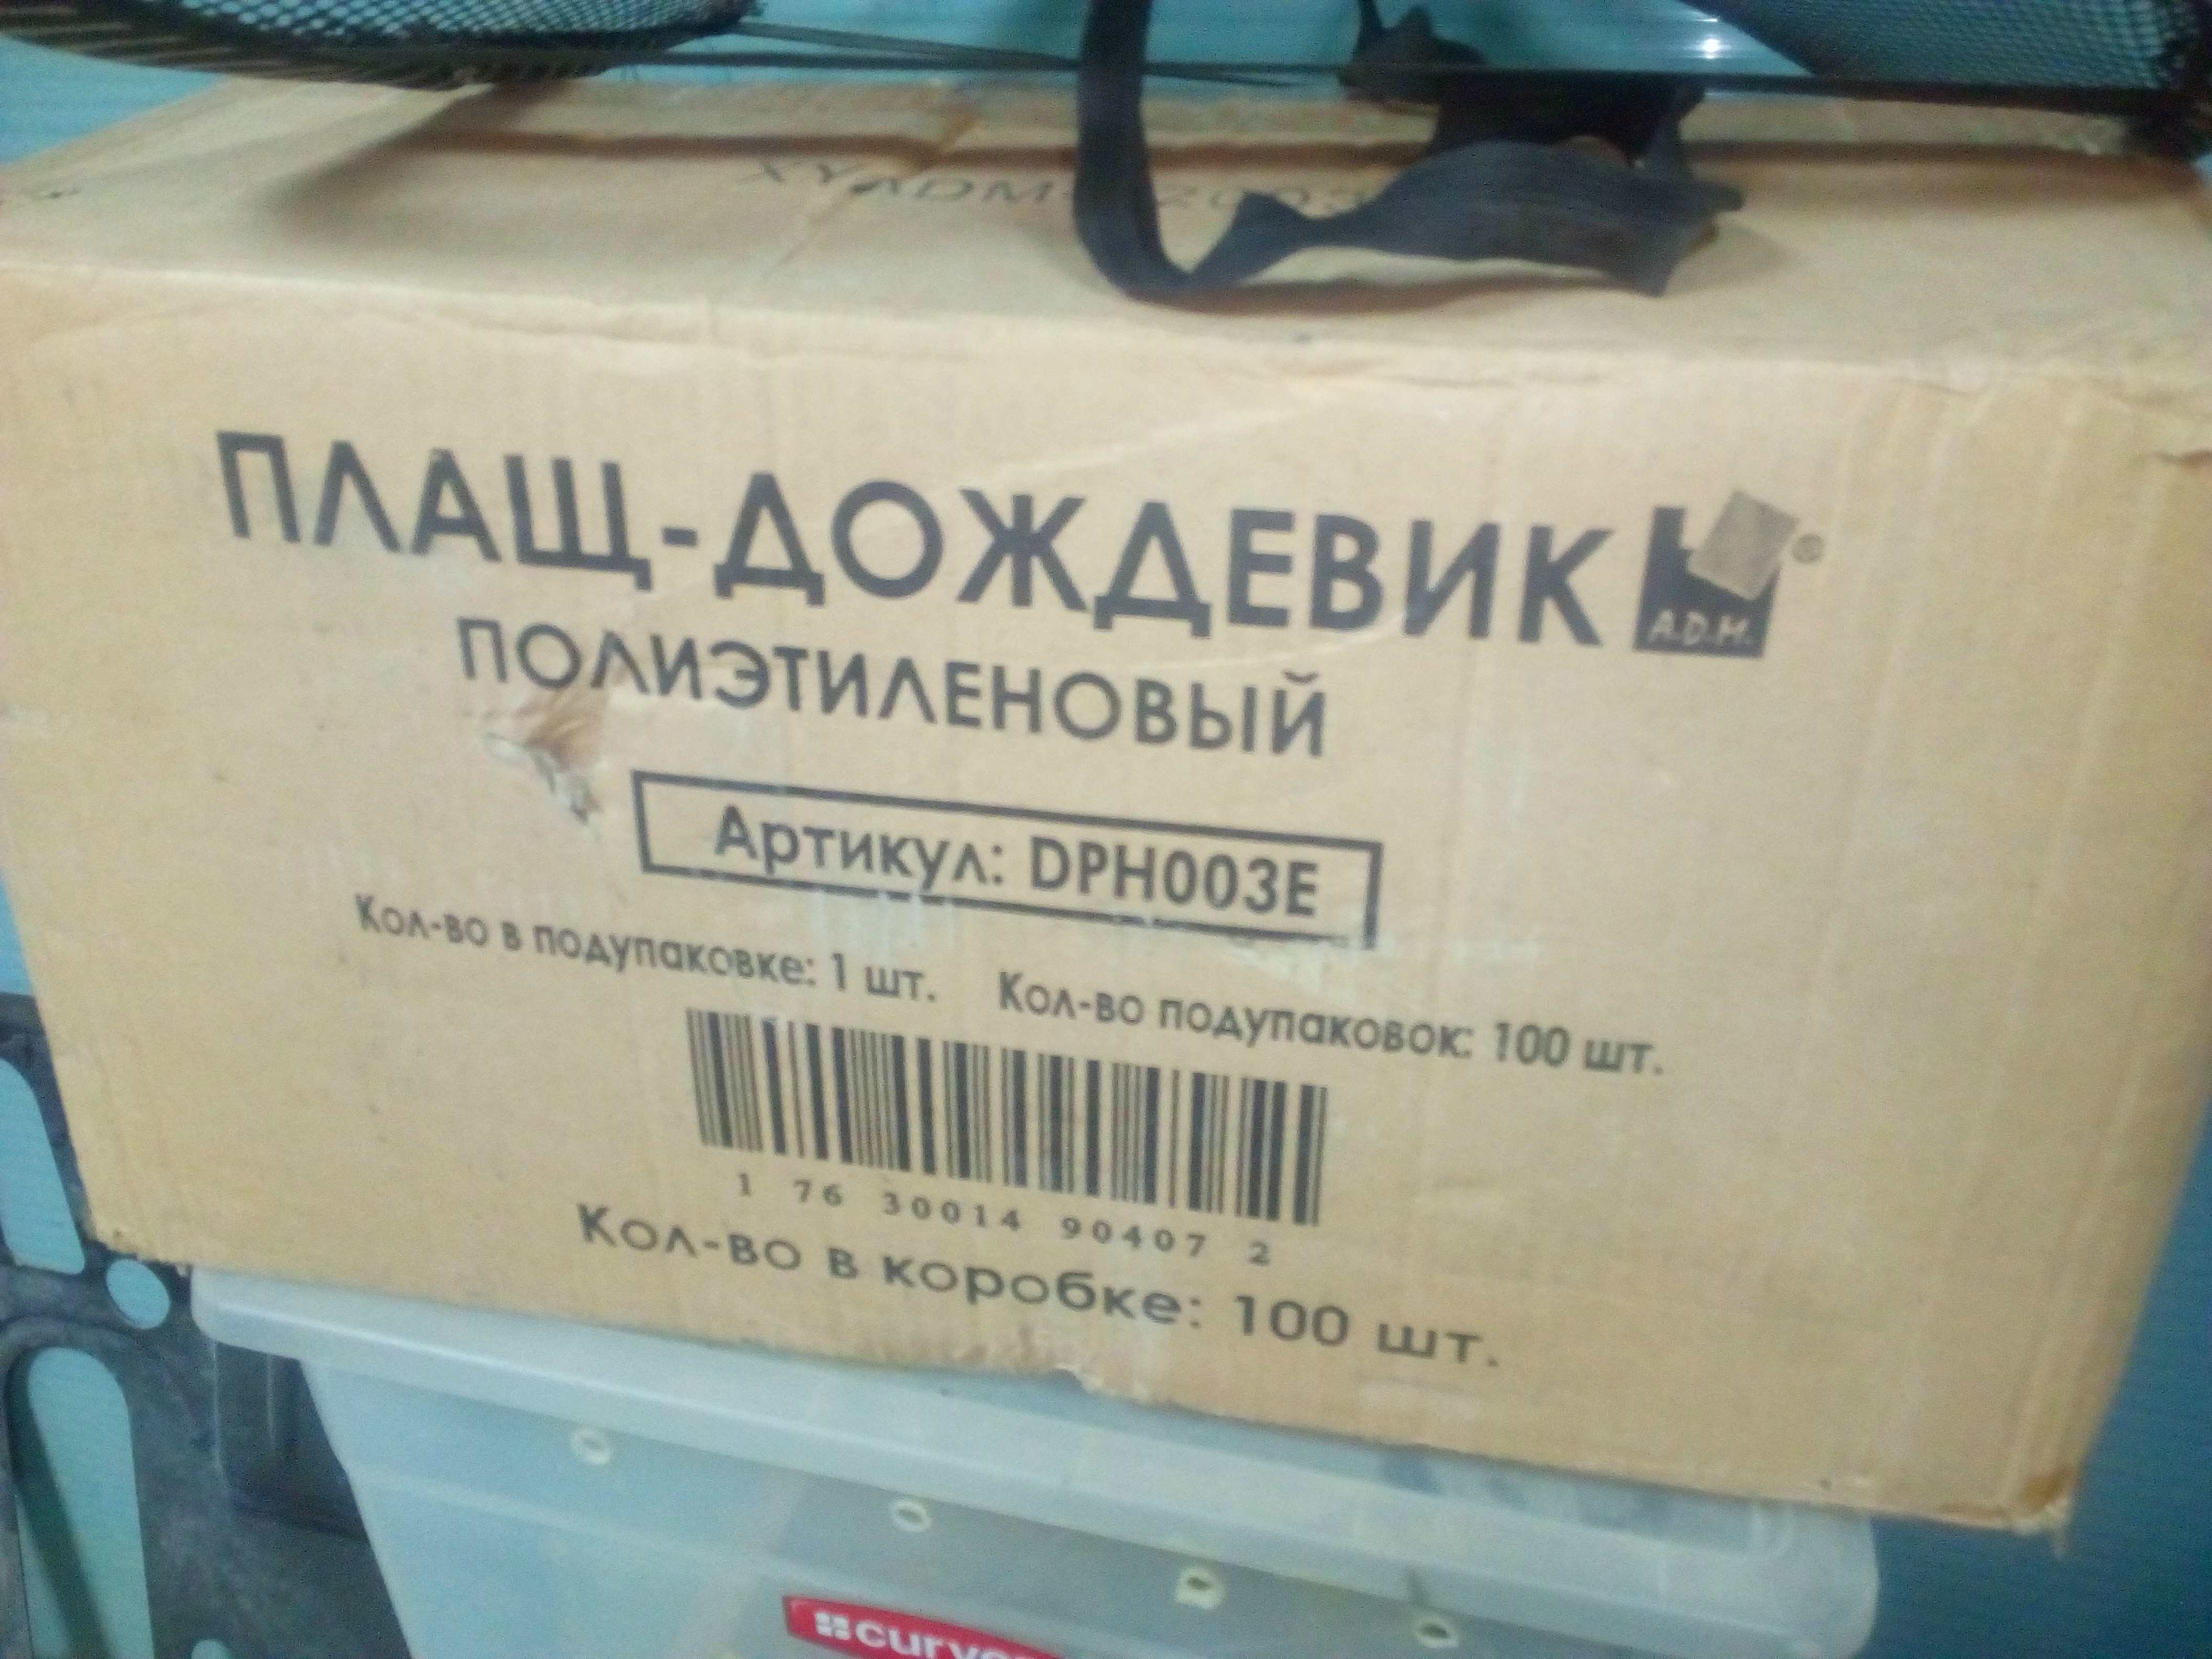 ПЛАЩ-ДОЖДЕВИК
A.D.M.
®
ПОЛИЭТИЛЕНОВЫЙ
Артикул: DPH003E
Кол-во в подупаковке: 1 шт. Кол-во подупаковок: 100 шт.
1 76 30014 90407 2
Кол-во в коробке: 100 шт.